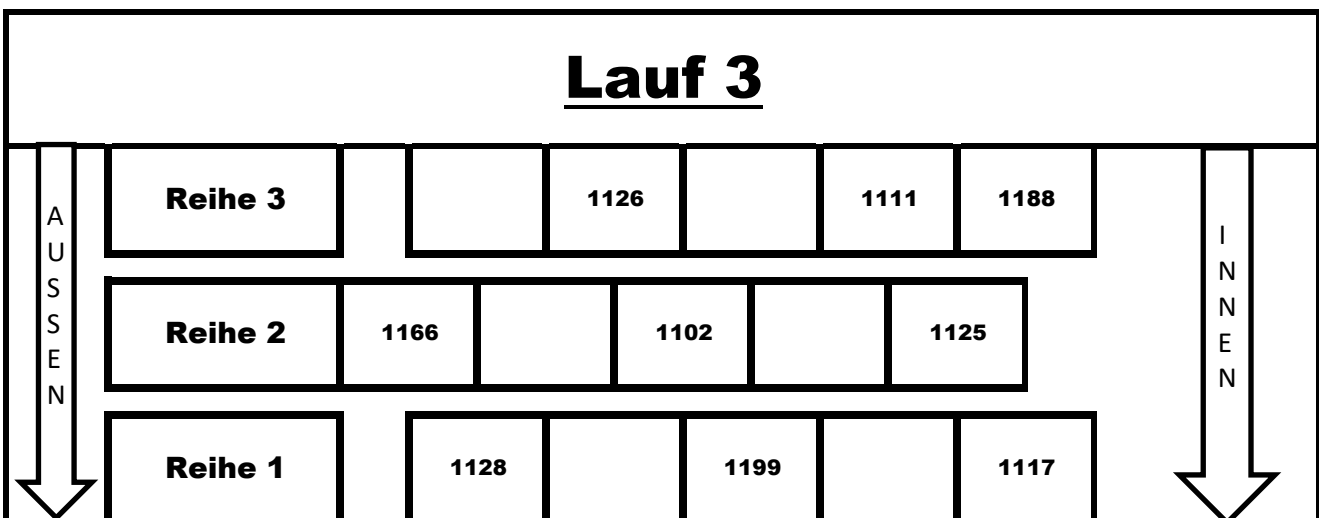 Lauf 3
AUSSEN
INNEN
Reihe 3 1126 1111 1188
Reihe 2 1166 1102 1125
Reihe 1 1128 1199 1117